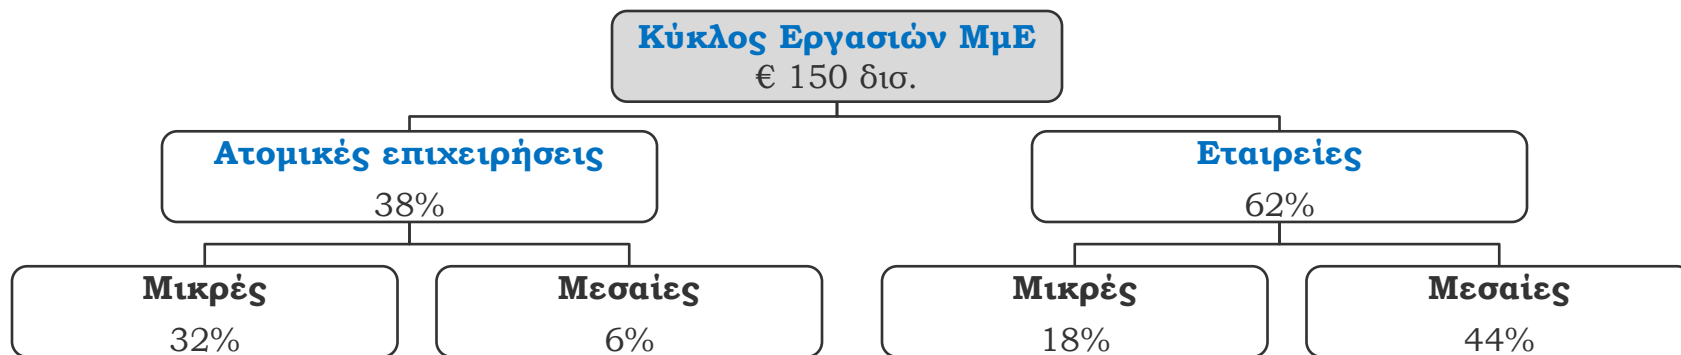 Κύκλος Εργασιών ΜμΕ
€ 150 δισ.
Ατομικές επιχειρήσεις
38%
Εταιρείες
62%
Μικρές
32%
Μεσαίες
6%
Μικρές
18%
Μεσαίες
44%